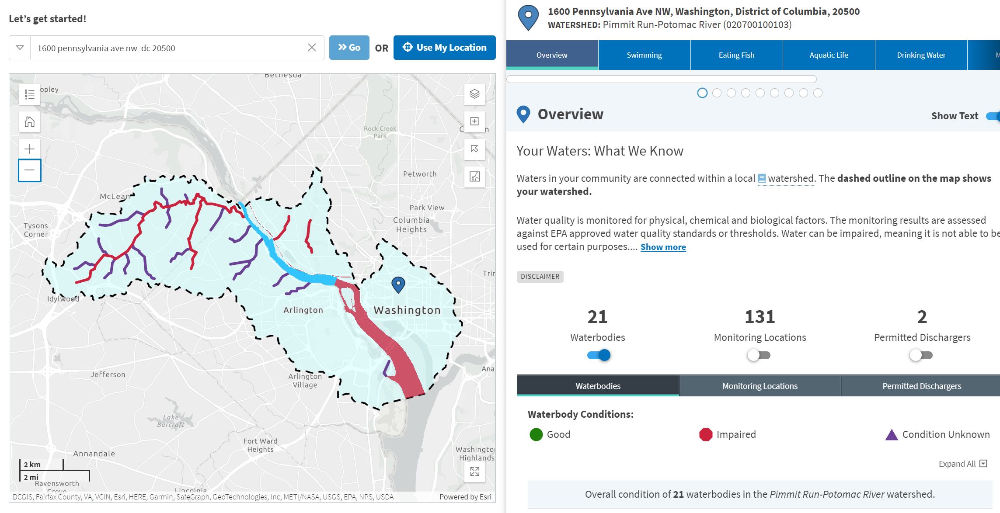 Let's get started!
1600 pennsylvania ave nw  dc 20500
Go
OR
Use My Location
Bethesda
opley
Rock Creek
Park
C n
Petworth
McLean
Park View
Columbia
Heights
Tysons
Corner
Trin
Idylwood
Arlington
Washington
Jefferson
Arlington
Village
Ana
Lake
Barcroft
Fort Ward
Heights
Annandale
Washingto
Highlands
2 km
2 mi
Ravensworth
Grove
Lincolnia
DCGIS, Fairfax County, VA, VGIN, Esri, HERE, Garmin, SafeGraph, GeoTechnologies, Inc, METI/NASA, USGS, EPA, NPS, USDA
Powered by Esri
1600 Pennsylvania Ave NW, Washington, District of Columbia, 20500
WATERSHED: Pimmit Run-Potomac River (020700100103)
Overview
Swimming
Eating Fish
Aquatic Life
Drinking Water
M
Overview
Show Text
Your Waters: What We Know
Waters in your community are connected within a local watershed. The dashed outline on the map shows
your watershed.
Water quality is monitored for physical, chemical and biological factors. The monitoring results are assessed
against EPA approved water quality standards or thresholds. Water can be impaired, meaning it is not able to be
used for certain purposes.... Show more
DISCLAIMER
21
Waterbodies
131
Monitoring Locations
2
Permitted Dischargers
Waterbodies
Monitoring Locations
Permitted Dischargers
Waterbody Conditions:
Good
Impaired
Condition Unknown
Expand All
Overall condition of 21 waterbodies in the Pimmit Run-Potomac River watershed.